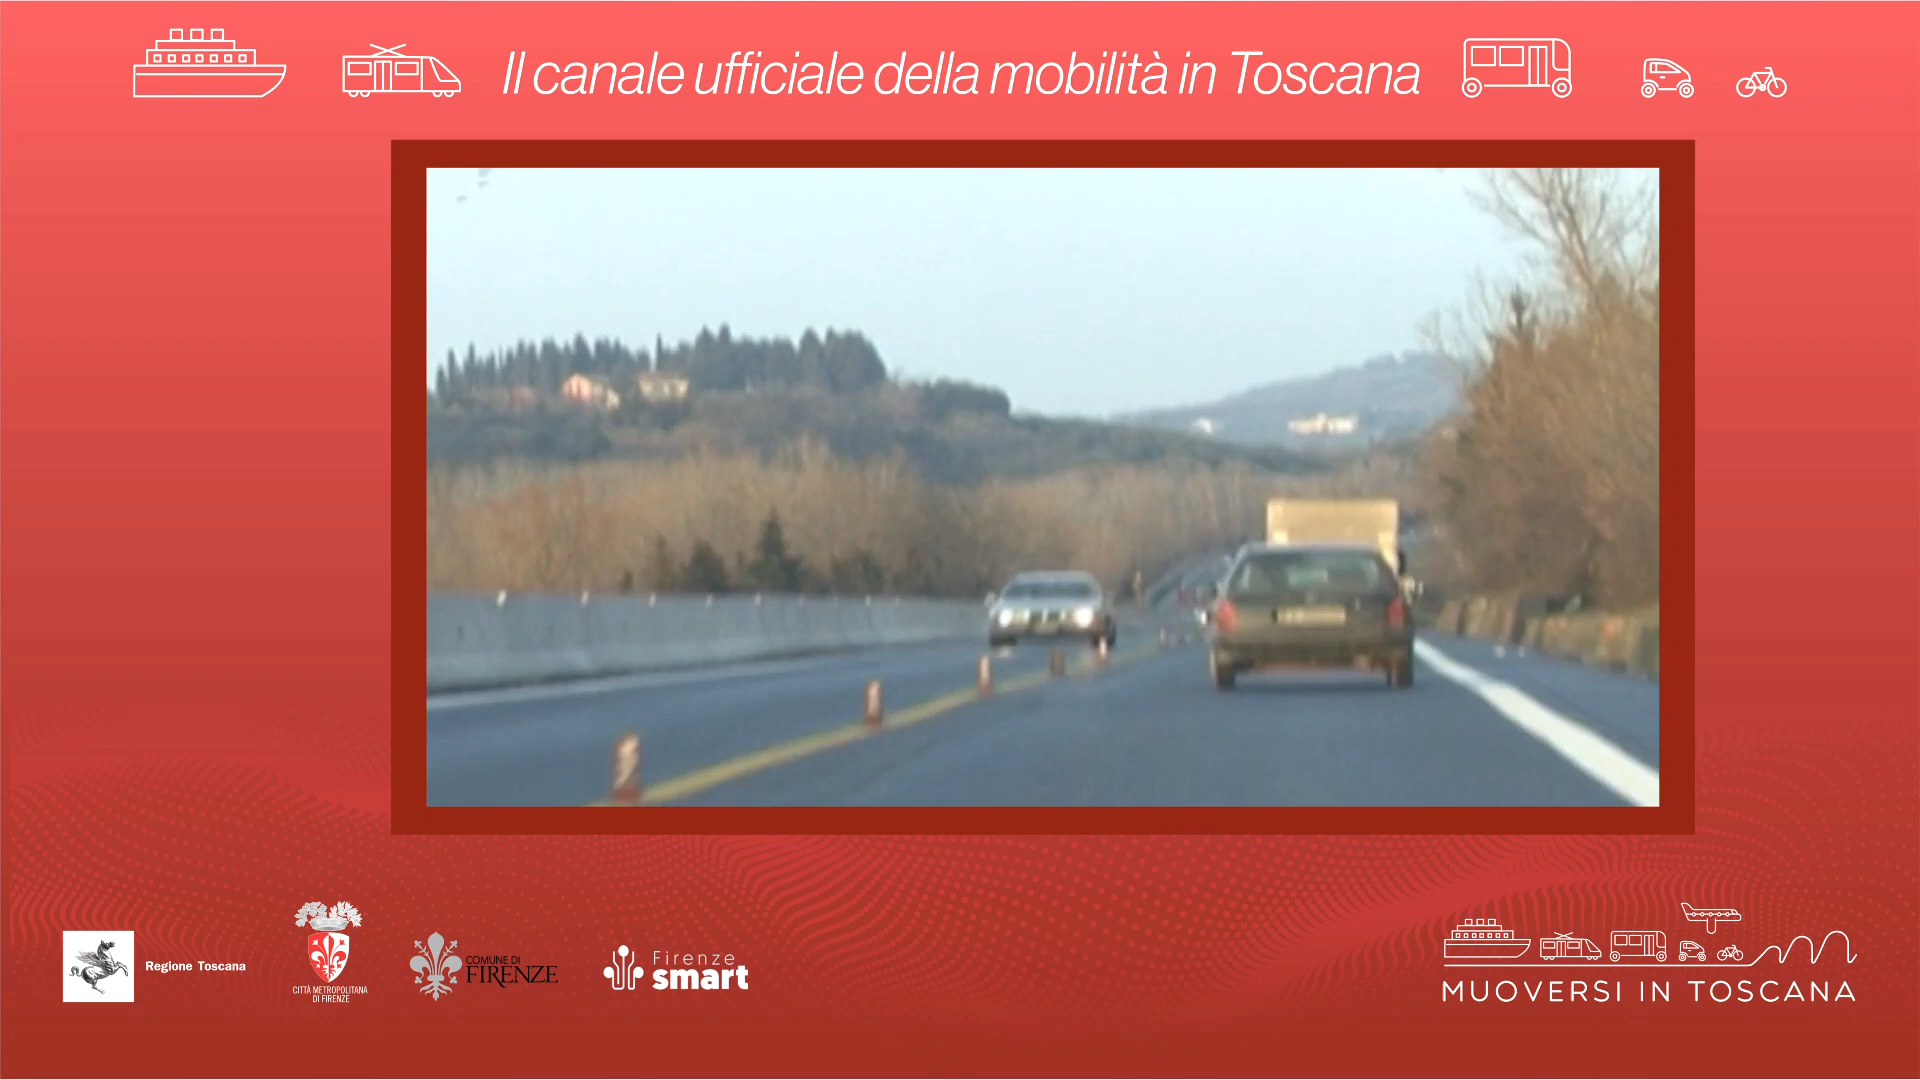 Il canale ufficiale della mobilità in Toscana
Regione Toscana
CITTÀ METROPOLITANA
DI FIRENZE
COMUNE DI
FIRENZE
Firenze
smart
MUOVERSI IN TOSCANA